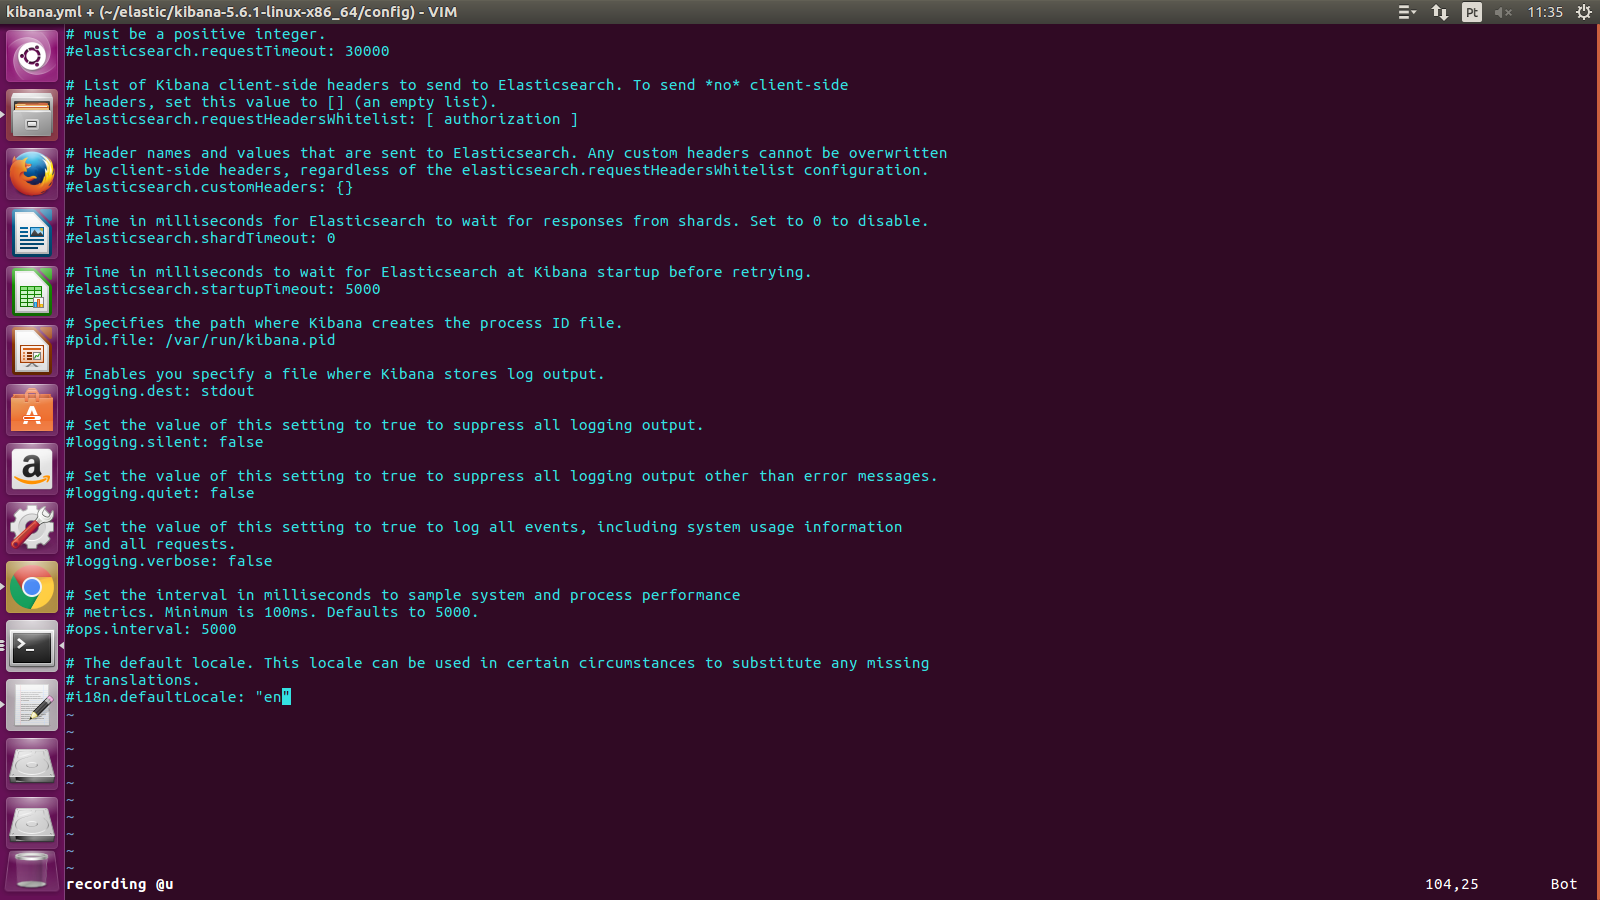 kibana.yml + (~/elastic/kibana-5.6.1-linux-x86_64/config) - VIM
Pt
11:35
# must be a positive integer.
#elasticsearch.requestTimeout: 30000
# List of Kibana client-side headers to send to Elasticsearch. To send *no* client-side
# headers, set this value to [] (an empty list).
#elasticsearch.requestHeadersWhitelist: [ authorization ]
# Header names and values that are sent to Elasticsearch. Any custom headers cannot be overwritten
# by client-side headers, regardless of the elasticsearch.requestHeadersWhitelist configuration.
#elasticsearch.customHeaders: {}
# Time in milliseconds for Elasticsearch to wait for responses from shards. Set to 0 to disable.
#elasticsearch.shardTimeout: 0
# Time in milliseconds to wait for Elasticsearch at Kibana startup before retrying.
#elasticsearch.startupTimeout: 5000
# Specifies the path where Kibana creates the process ID file.
#pid.file: /var/run/kibana.pid
# Enables you specify a file where Kibana stores log output.
#logging.dest: stdout
# Set the value of this setting to true to suppress all logging output.
#logging.silent: false
# Set the value of this setting to true to suppress all logging output other than error messages.
#logging.quiet: false
# Set the value of this setting to true to log all events, including system usage information
# and all requests.
#logging.verbose: false
# Set the interval in milliseconds to sample system and process performance
# metrics. Minimum is 100ms. Defaults to 5000.
#ops.interval: 5000
# The default locale. This locale can be used in certain circumstances to substitute any missing
# translations.
#i18n.defaultLocale: "en"
~
~
~
~
~
~
~
~
~
~
recording @u
104,25
Bot